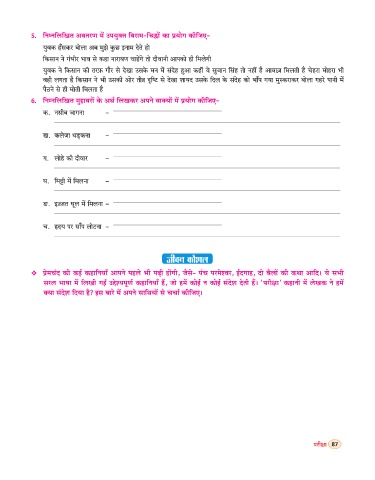 5. निम्नलिखित अवतरण में उपयुक्त विराम-चिह्नों का प्रयोग कीजिए–
युवक हँसकर बोला अब मुझे कुछ इनाम देते हो
किसान ने गंभीर भाव से कहा नारायण चाहेंगे तो दीवानी आपको ही मिलेगी
युवक ने किसान की तरफ़ गौर से देखा उसके मन में संदेह हुआ कहीं ये सुजान सिंह तो नहीं हैं आवाज़ मिलती है चेहरा मोहरा भी
वही लगता है किसान ने भी उसकी ओर तीव्र दृष्टि से देखा शायद उसके दिल के संदेह को भाँप गया मुस्कराकर बोला गहरे पानी में
पैठने से ही मोती मिलता है
6. निम्नलिखित मुहावरों के अर्थ लिखकर अपने वाक्यों में प्रयोग कीजिए–
क. नसीब जागना –
ख. कलेजा धड़कना –
ग. लोहे की दीवार –
घ. मिट्टी में मिलना –
ङ. इज़्ज़त धूल में मिलना –
च. हृदय पर साँप लोटना –
जीवन कौशल
❖ प्रेमचंद की कई कहानियाँ आपने पहले भी पढ़ी होंगी, जैसे– पंच परमेश्वर, ईदगाह, दो बैलों की कथा आदि। ये सभी
सरल भाषा में लिखी गई उद्देश्यपूर्ण कहानियाँ हैं, जो हमें कोई न कोई संदेश देती हैं। 'परीक्षा' कहानी में लेखक ने हमें
क्या संदेश दिया है? इस बारे में अपने साथियों से चर्चा कीजिए।
परीक्षा 87